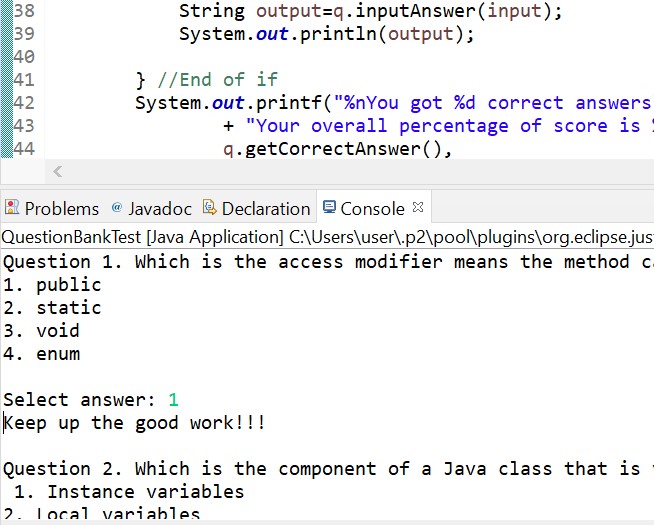 38 String output=q.inputAnswer(input);
39 System.out.println(output);
40
41 } //End of if
42 System.out.printf("%nYou got %d correct answers
43 + "Your overall percentage of score is
44 q.getCorrectAnswer(),
Problems @ Javadoc Declaration Console
QuestionBankTest [Java Application] C:\Users\user\.p2\pool\plugins\org.eclipse.jus
Question 1. Which is the access modifier means the method
1. public
2. static
3. void
4. enum
Select answer: 1
Keep up the good work!!!
Question 2. Which is the component of a Java class that is
1. Instance variables
2. Local variables